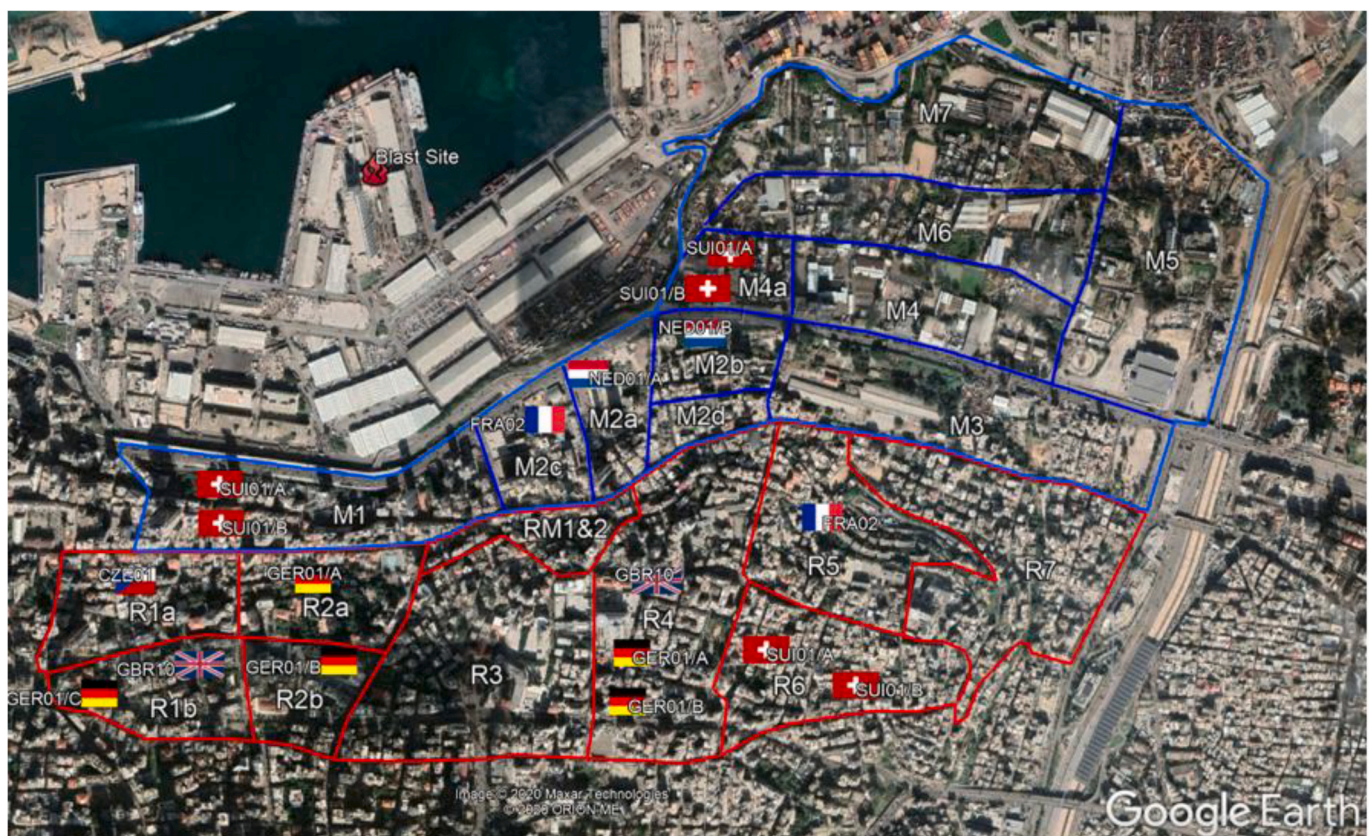 Blast Site
M7
M6
M5
SUI01/A
SUI01/B
M4a
M4
NED01/B
M2b
NED01/A
M2a
M2d
M3
FRA02
M2c
SUI01/A
M1
SUI01/B
RM1&2
FRA02
R5
R7
CZE01
R1a
GER01/A
R2a
GBR10
R4
GBR10
GER01/B
GER01/A
SUI01/A
R3
R6
SUI01/B
GER01/C
R1b
R2b
GER01/B
Image © 2020 Maxar Technologies
© 2020 ORION-ME
Google Earth